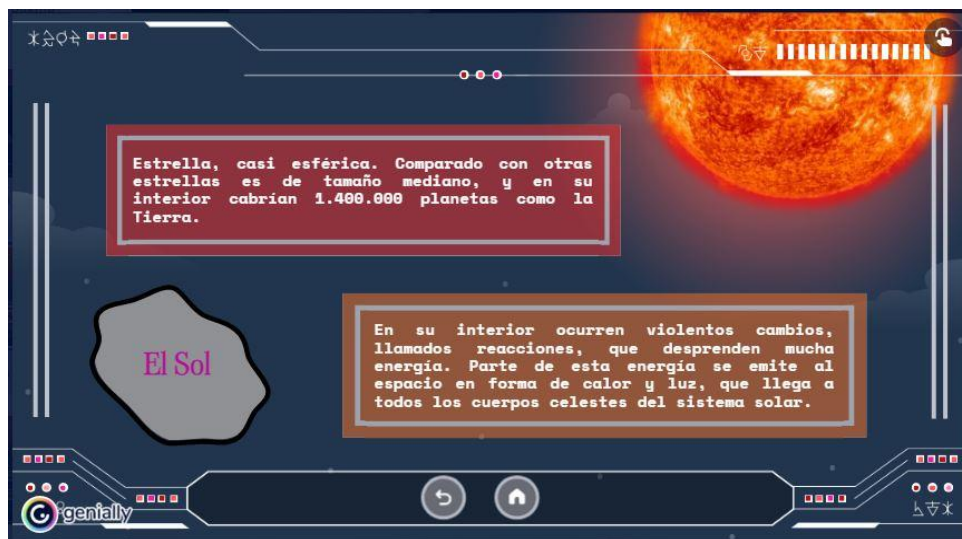 Estrella, casi esférica. Comparado con otras
estrellas es de tamaño mediano, y en su
interior cabrían 1.400.000 planetas como la
Tierra.
El Sol
En su interior ocurren violentos cambios,
llamados reacciones, que desprenden mucha
energía. Parte de esta energía se emite al
espacio en forma de calor y luz, que llega a
todos los cuerpos celestes del sistema solar.
genially